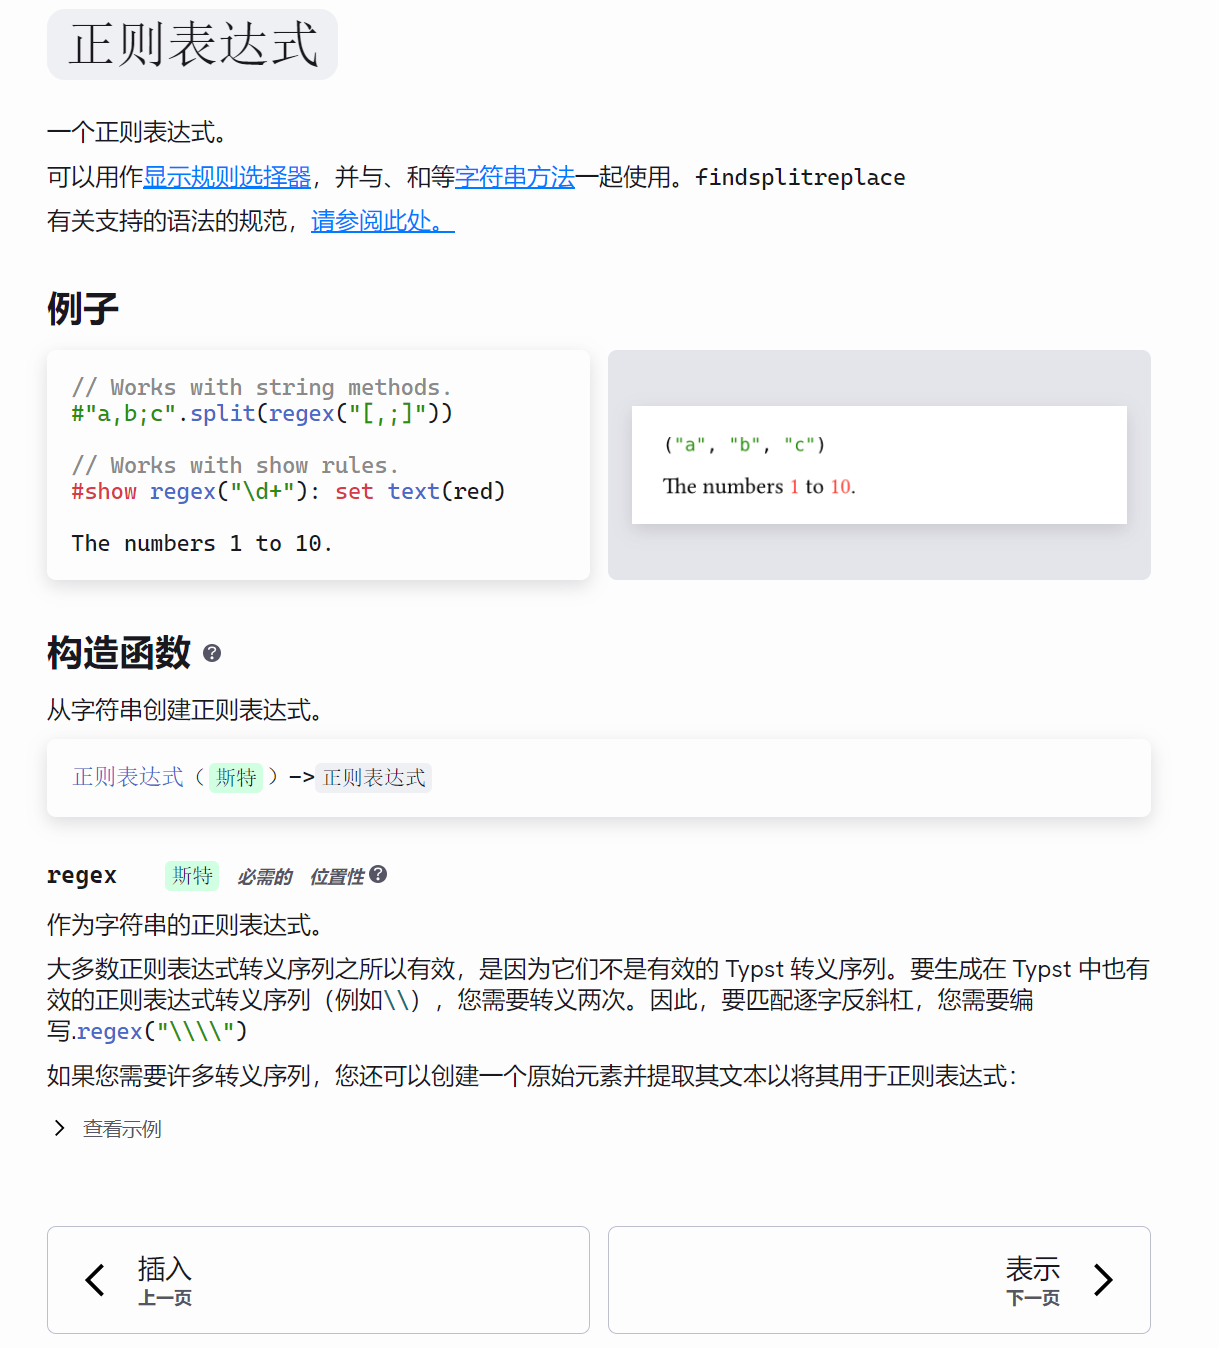 正则表达式
一个正则表达式。
可以用作显示规则选择器，并与、和等字符串方法一起使用。findsplitreplace
有关支持的语法的规范，请参阅此处。
例子
// Works with string methods.
#"a,b;c".split(regex("[,;]"))
// Works with show rules.
#show regex("\d+"): set text(red)
The numbers 1 to 10.
("a", "b", "c")
The numbers 1 to 10.
构造函数 ?
从字符串创建正则表达式。
正则表达式（斯特）->正则表达式
regex 斯特 必需的 位置性 ?
作为字符串的正则表达式。
大多数正则表达式转义序列之所以有效，是因为它们不是有效的 Typst 转义序列。要生成在 Typst 中也有
效的正则表达式转义序列（例如\\），您需要转义两次。因此，要匹配逐字反斜杠，您需要编
写.regex("\\\\")
如果您需要许多转义序列，您还可以创建一个原始元素并提取其文本以将其用于正则表达式：
查看示例
插入
上一页
表示
下一页